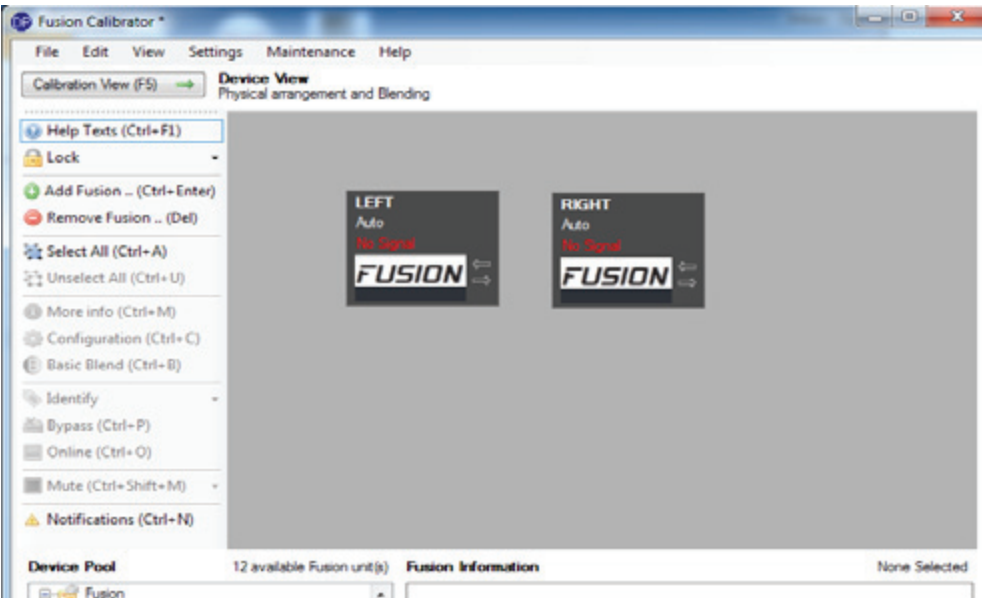 DF Fusion Calibrator *
File Edit View Settings Maintenance Help
Calibration View (F5)
Device View
Physical arrangement and Blending
Help Texts (Ctrl+F1)
Lock
Add Fusion .. (Ctrl+Enter)
Remove Fusion .. (Del)
Select All (Ctrl+A)
Unselect All (Ctrl+U)
More info (Ctrl+M)
Configuration (Ctrl+C)
Basic Blend (Ctrl+B)
Identify
Bypass (Ctrl+P)
Online (Ctrl+O)
Mute (Ctrl+Shift+M)
Notifications (Ctrl+N)
LEFT
Auto
No Signal
FUSION
RIGHT
Auto
No Signal
FUSION
Device Pool 12 available Fusion unit(s)
Fusion
Fusion Information None Selected